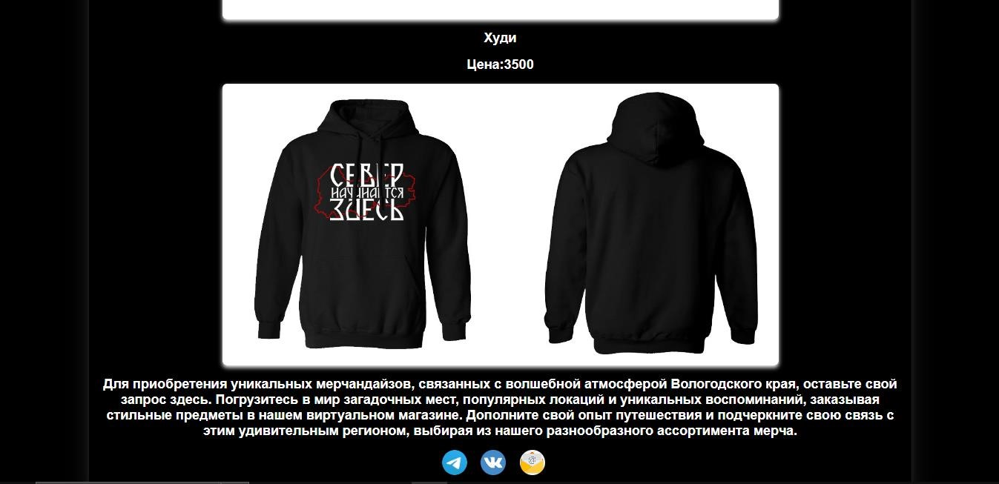 Худи
Цена:3500
СЕВЕР
НАЧИНАЕТСЯ
ЗДЕСЬ
Для приобретения уникальных мерчандайзов, связанных с волшебной атмосферой Вологодского края, оставьте свой
запрос здесь. Погрузитесь в мир загадочных мест, популярных локаций и уникальных воспоминаний, заказывая
стильные предметы в нашем виртуальном магазине. Дополните свой опыт путешествия и подчеркните свою связь с
этим удивительным регионом, выбирая из нашего разнообразного ассортимента мерча.